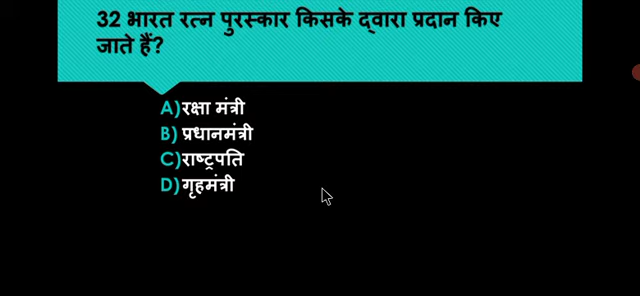 32 भारत रत्न पुरस्कार किसके द्वारा प्रदान किए
जाते हैं?
A)रक्षा मंत्री
B) प्रधानमंत्री
C)राष्ट्रपति
D)गृहमंत्री